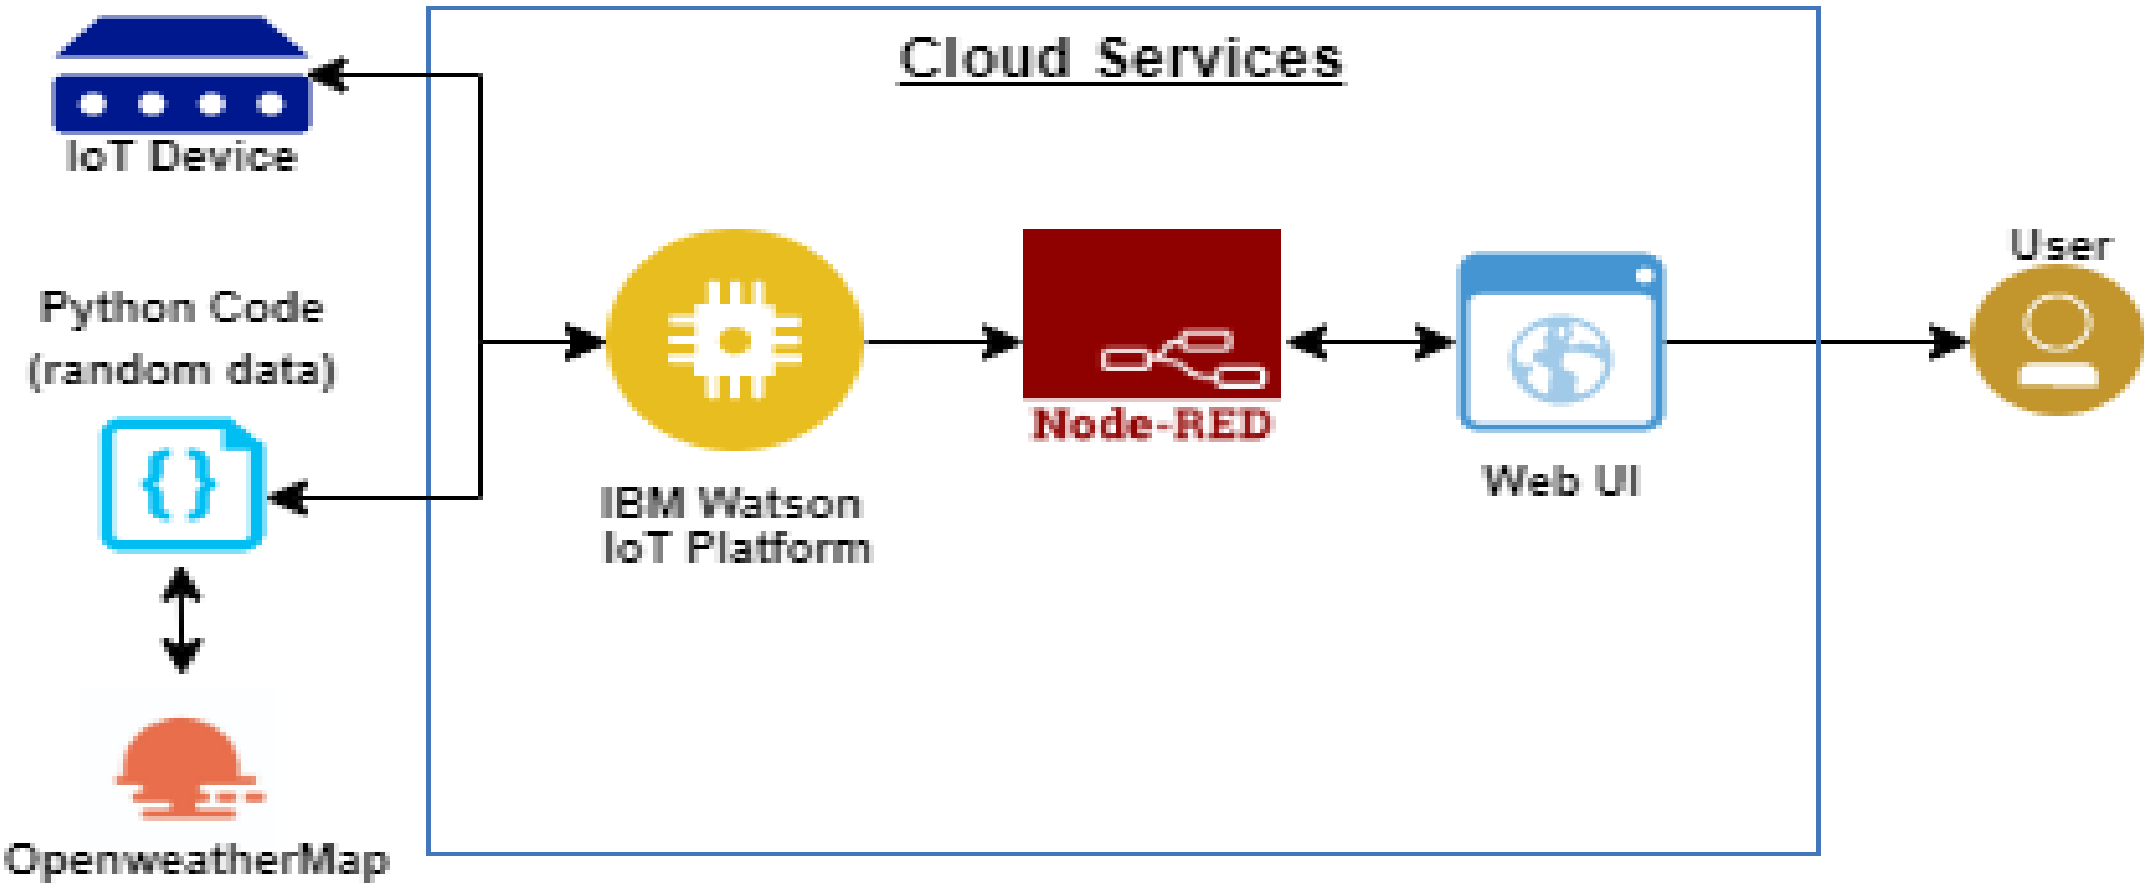 Cloud Services
IoT Device
Python Code
(random data)
User
Node-RED
Web UI
IBM Watson
IoT Platform
OpenweatherMap